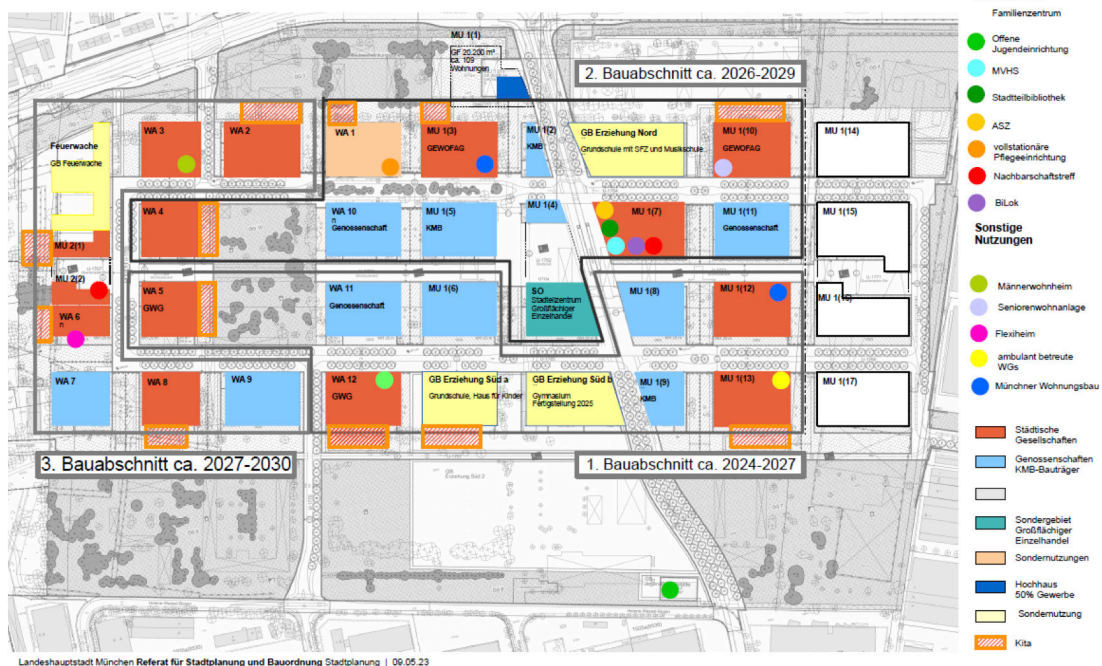 MU 1(1)
GF 20.200 m²
ca. 109
Wohnungen
2. Bauabschnitt ca. 2026-2029
Feuerwache
GB Feuerwache
WA 3
WA 2
WA 1
MU 1(3)
GEWOFAG
MU 1(2)
KMB
GB Erziehung Nord
Grundschule mit SFZ und Musikschule
MU 1(10)
GEWOFAG
MU 1(14)
WA 4
WA 10
n
Genossenschaft
MU 1(5)
KMB
MU 1(4)
MU 1(7)
MU 1(11)
Genossenschaft
MU 1(15)
MU 2(1)
MU 2(2)
WA 5
GWG
WA 11
Genossenschaft
MU 1(6)
SO
Stadtteilzentrum
Großflächiger
Einzelhandel
MU 1(8)
MU 1(12)
MU 1(16)
WA 6
n
WA 7
WA 8
WA 9
WA 12
GWG
GB Erziehung Süd a
Grundschule, Haus für Kinder
GB Erziehung Süd b
Gymnasium
Fertigstellung 2025
MU 1(9)
KMB
MU 1(13)
MU 1(17)
3. Bauabschnitt ca. 2027-2030
1. Bauabschnitt ca. 2024-2027
Erziehung Süd 2
Familienzentrum
Offene
Jugendeinrichtung
MVHS
Stadtteilbibliothek
ASZ
vollstationäre
Pflegeeinrichtung
Nachbarschaftstreff
BiLok
Sonstige
Nutzungen
Männerwohnheim
Seniorenwohnanlage
Flexiheim
ambulant betreute
WGs
Münchner Wohnungsbau
Städtische
Gesellschaften
Genossenschaften
KMB-Bauträger
Sondergebiet
Großflächiger
Einzelhandel
Sondernutzungen
Hochhaus
50% Gewerbe
Sondernutzung
Kita
Landeshauptstadt München Referat für Stadtplanung und Bauordnung Stadtplanung | 09.05.23